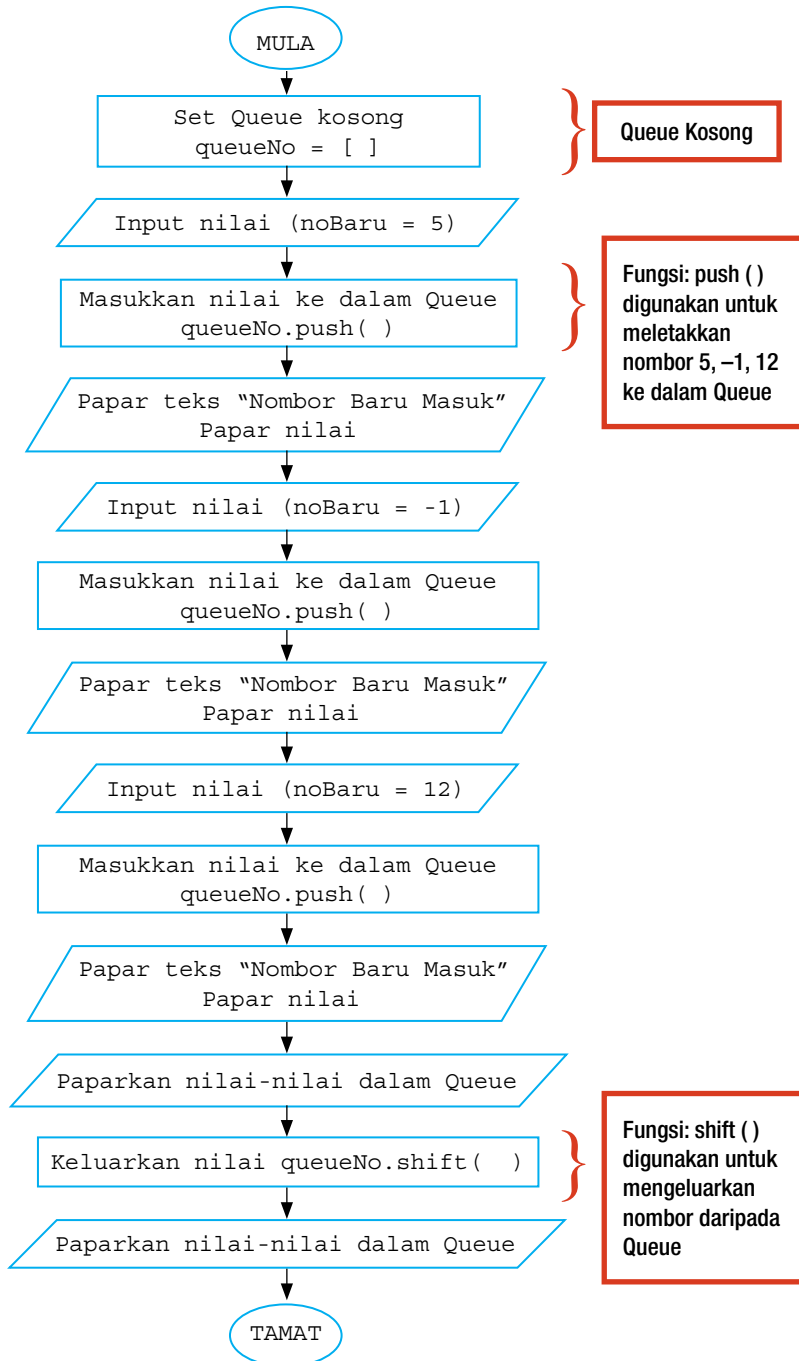 MULA
Set Queue kosong
queueNo = [ ]
Queue Kosong
Input nilai (noBaru = 5)
Masukkan nilai ke dalam Queue
queueNo.push( )
Fungsi: push ( )
digunakan untuk
meletakkan
nombor 5, –1, 12
ke dalam Queue
Papar teks “Nombor Baru Masuk”
Papar nilai
Input nilai (noBaru = -1)
Masukkan nilai ke dalam Queue
queueNo.push( )
Papar teks “Nombor Baru Masuk”
Papar nilai
Input nilai (noBaru = 12)
Masukkan nilai ke dalam Queue
queueNo.push( )
Papar teks “Nombor Baru Masuk”
Papar nilai
Paparkan nilai-nilai dalam Queue
Keluarkan nilai queueNo.shift(  )
Fungsi: shift ( )
digunakan untuk
mengeluarkan
nombor daripada
Queue
Paparkan nilai-nilai dalam Queue
TAMAT